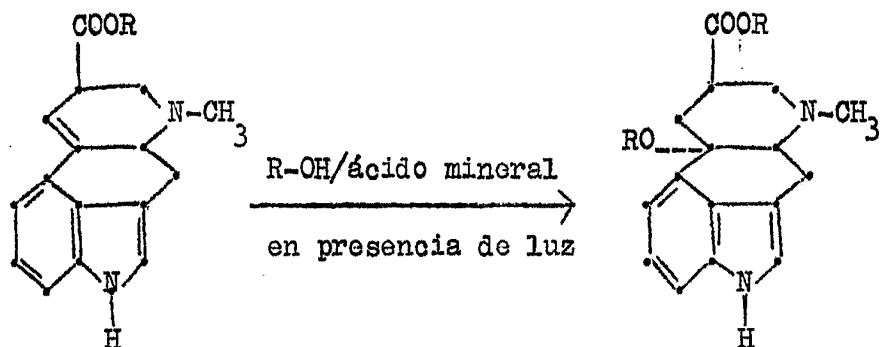 COOR
N-CH3
N
H
R-OH/ácido mineral
en presencia de luz
COOR
N-CH3
RO
N
H